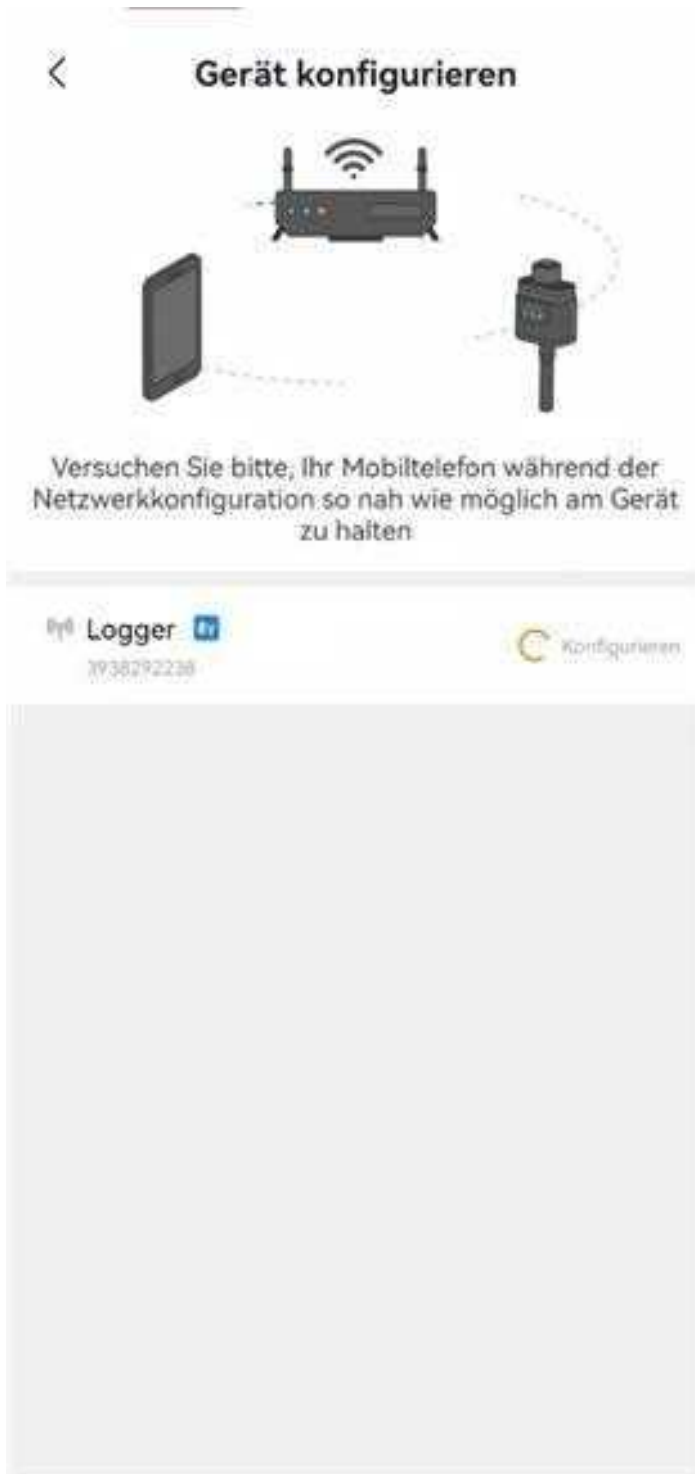 Gerät konfigurieren
Versuchen Sie bitte, Ihr Mobiltelefon während der
Netzwerkkonfiguration so nah wie möglich am Gerät
zu halten
Logger
Konfigurieren
3938292238